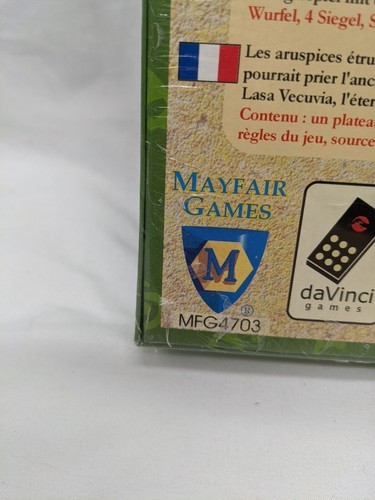 Wurfel, 4 Siegel, S
Les aruspices étru
pourrait prier l'anc
Lasa Vecuvia, l'éter
Contenu : un platea
règles du jeu, source
MAYFAIR
GAMES
M
®
MFG4703
daVinci
games